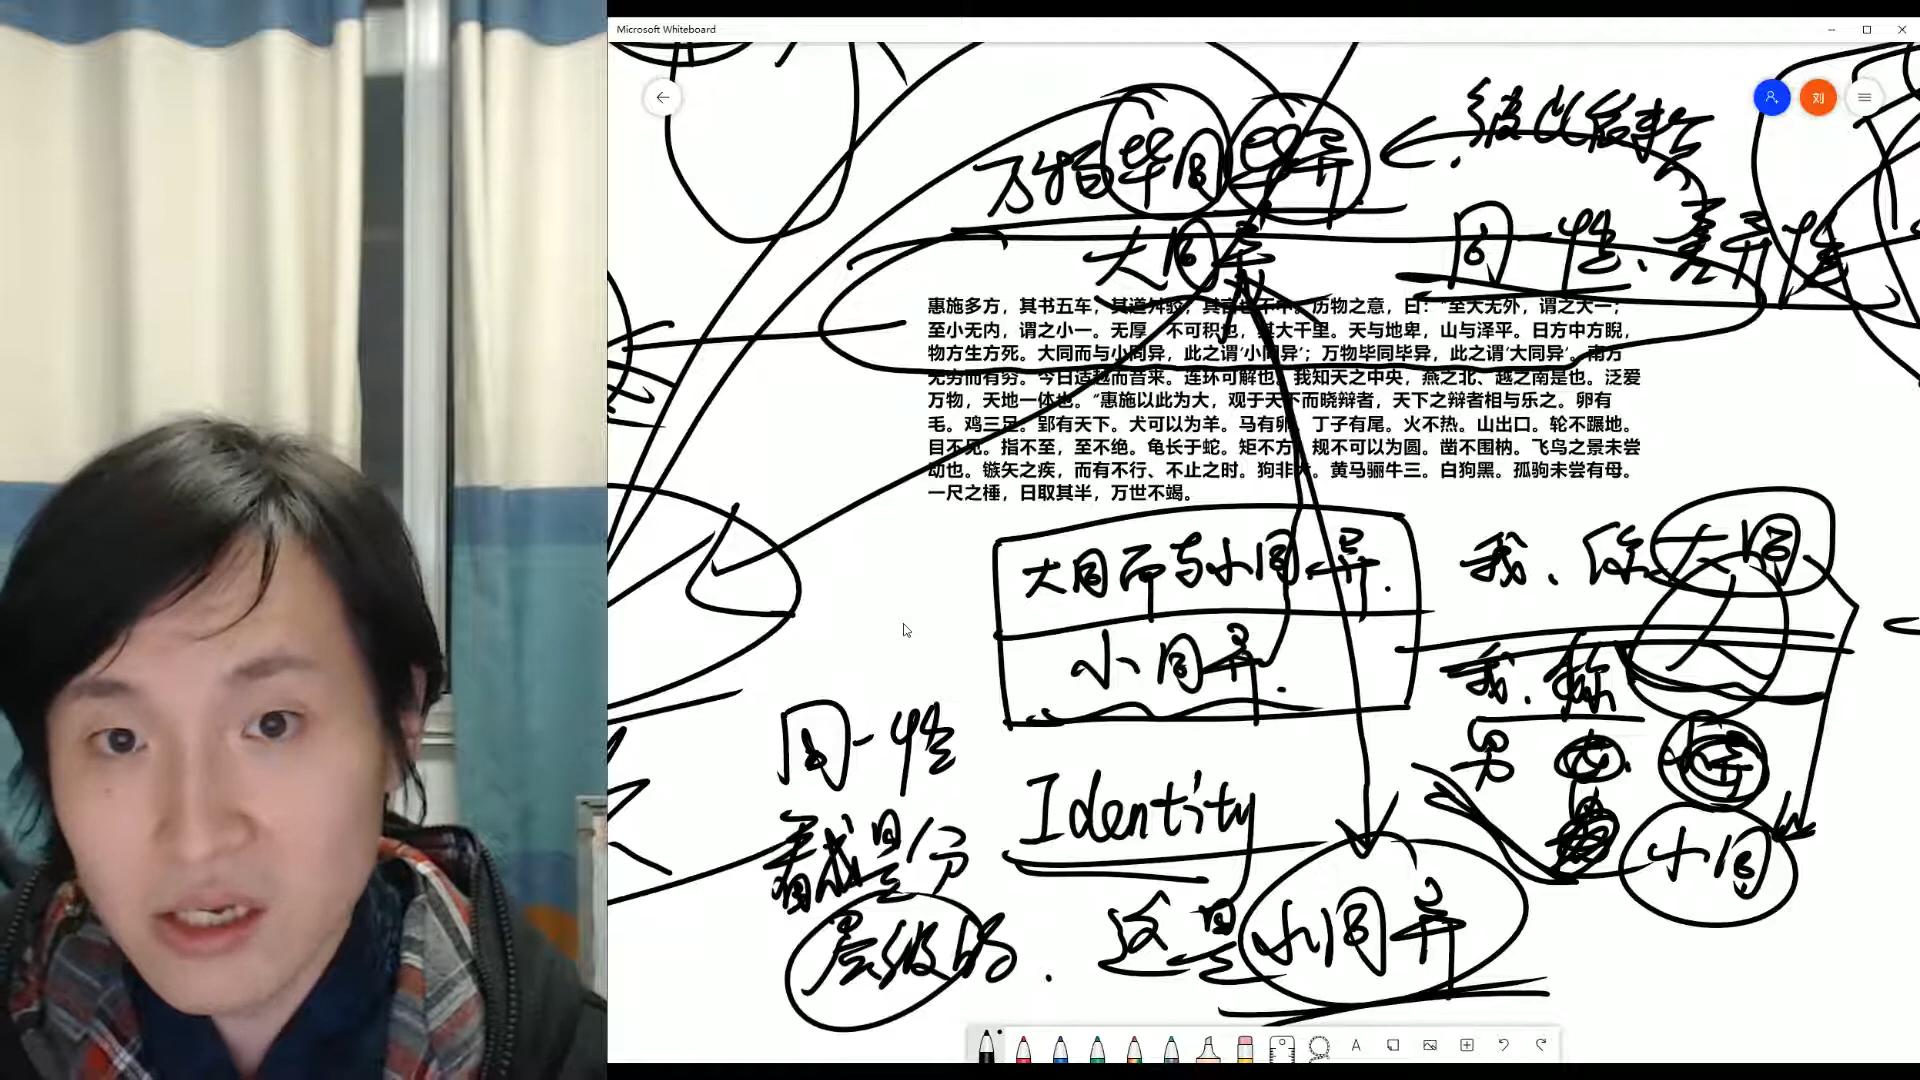 Microsoft Whiteboard
刘
万物毕同毕异
大同异
同一性、差异性
惠施多方，其书五车，其道舛驳，其言也不中。历物之意，曰：“至大无外，谓之大一；
至小无内，谓之小一。无厚，不可积也，其大千里。天与地卑，山与泽平。日方中方睨，
物方生方死。大同而与小同异，此之谓‘小同异’；万物毕同毕异，此之谓‘大同异’。南方
无穷而有穷。今日适越而昔来。连环可解也。我知天之中央，燕之北、越之南是也。泛爱
万物，天地一体也。”惠施以此为大，观于天下而晓辩者，天下之辩者相与乐之。卵有
毛。鸡三足。郢有天下。犬可以为羊。马有卵。丁子有尾。火不热。山出口。轮不蹍地。
目不见。指不至，至不绝。龟长于蛇。矩不方，规不可以为圆。凿不围枘。飞鸟之景未尝
动也。镞矢之疾，而有不行、不止之时。狗非犬。黄马骊牛三。白狗黑。孤驹未尝有母。
一尺之棰，日取其半，万世不竭。
大同而与小同异.
小同异.
我、你 大同
人
我、你
男 女. 小异
小同
同一性
看成是分
层级的.
Identity
这是小同异